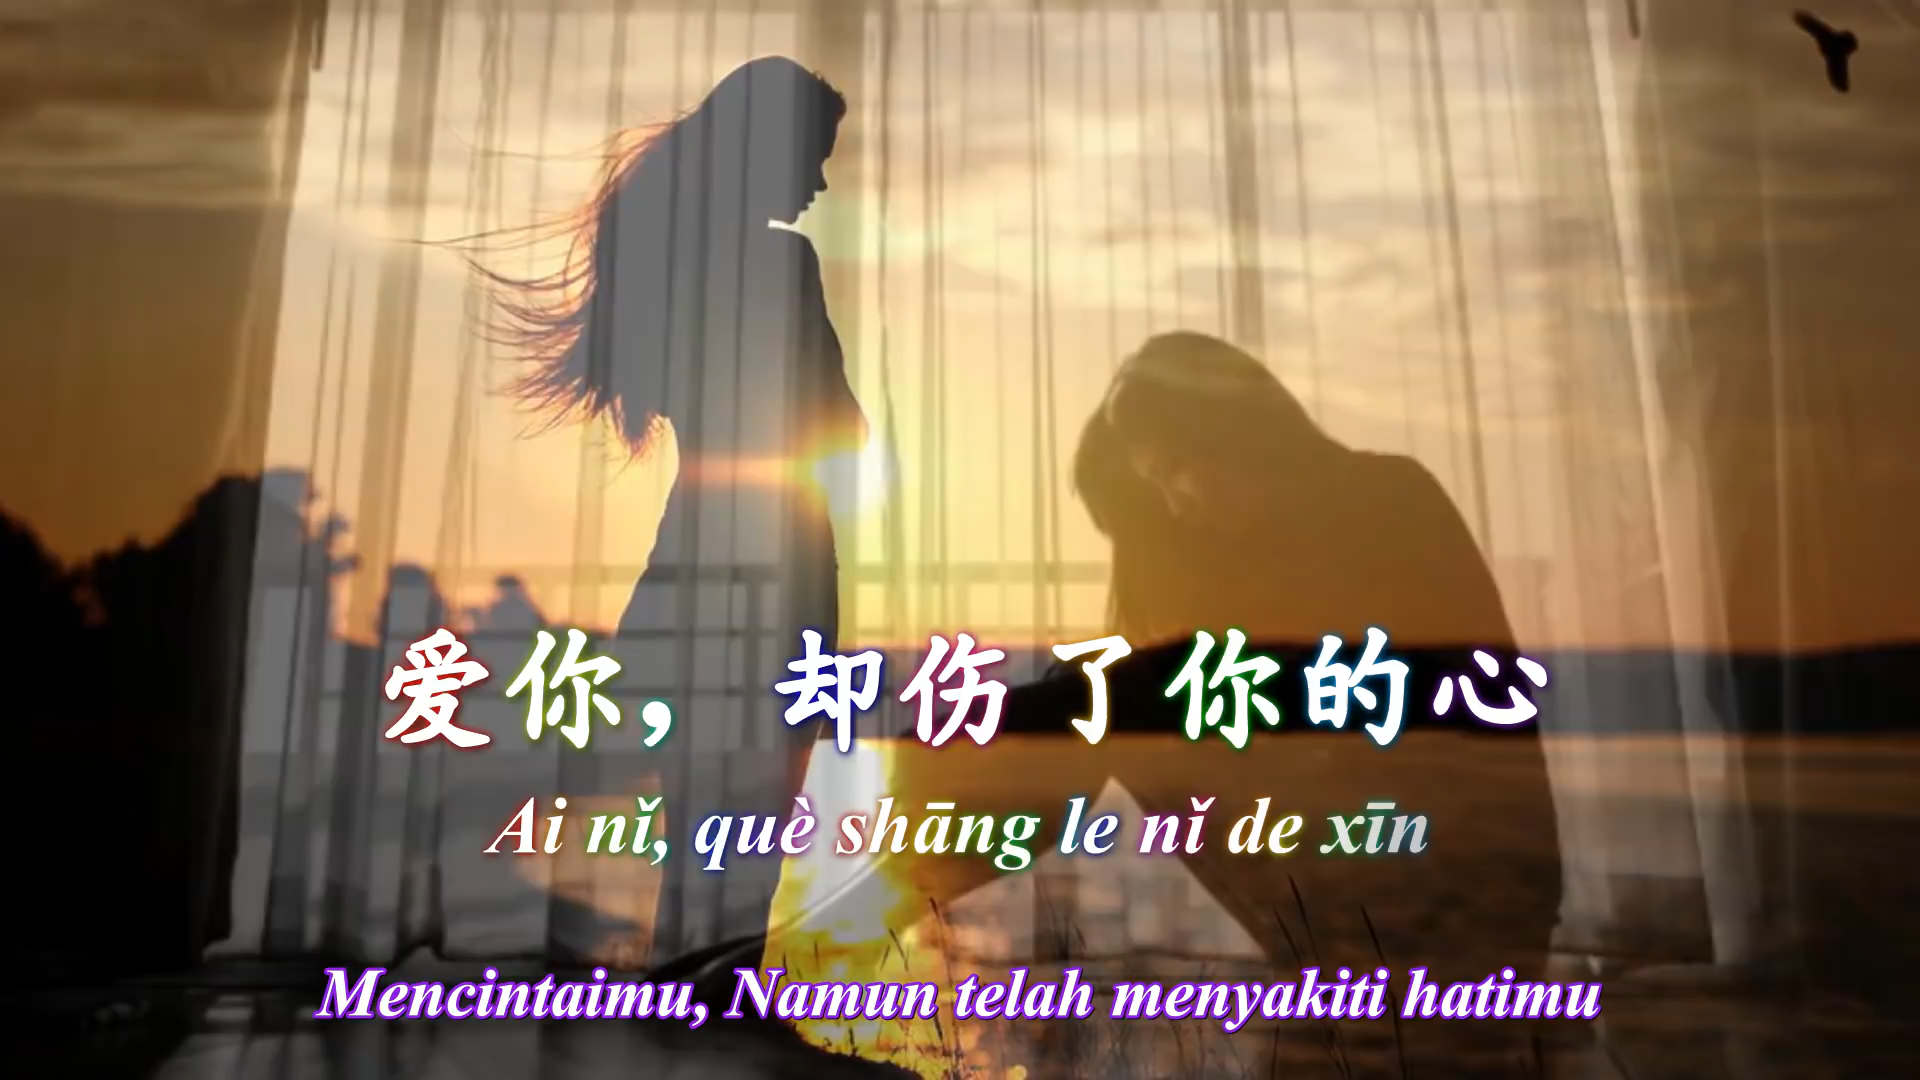 爱你，却伤了你的心
Ai nǐ, què shāng le nǐ de xīn
Mencintaimu, Namun telah menyakiti hatimu